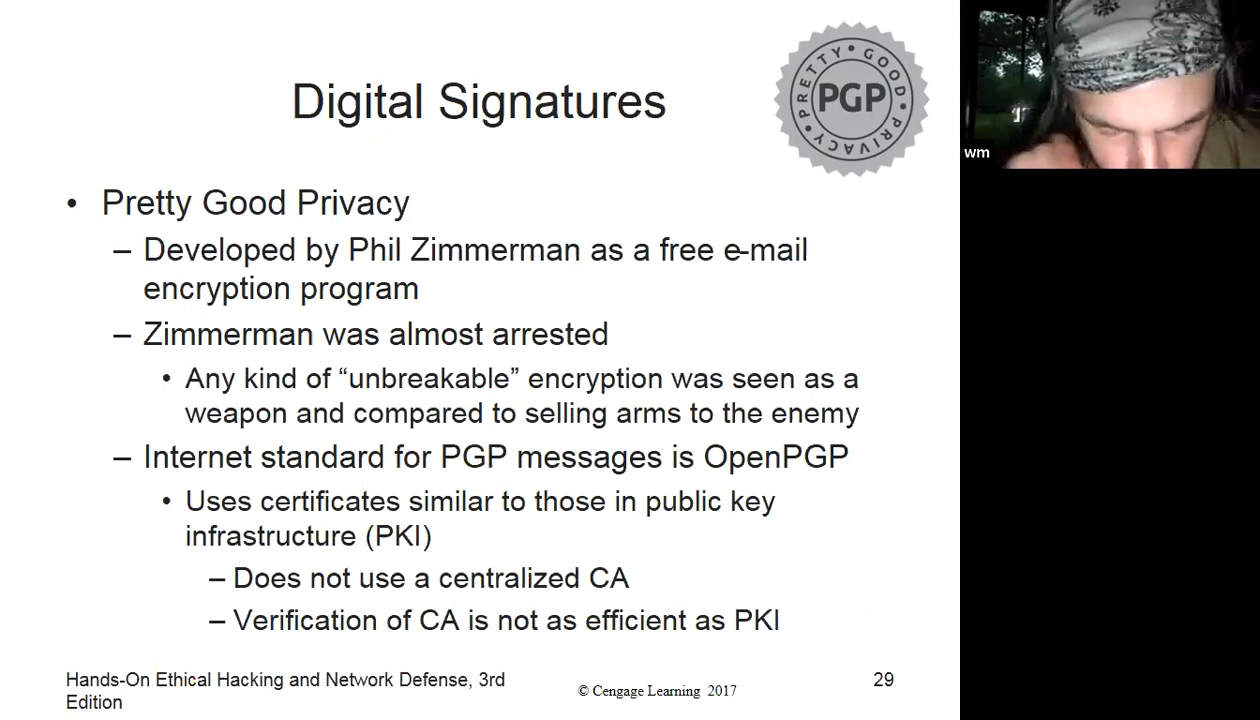 Digital Signatures
PRETTY GOOD PRIVACY
PGP
wm
• Pretty Good Privacy
– Developed by Phil Zimmerman as a free e-mail
encryption program
– Zimmerman was almost arrested
• Any kind of “unbreakable” encryption was seen as a
weapon and compared to selling arms to the enemy
– Internet standard for PGP messages is OpenPGP
• Uses certificates similar to those in public key
infrastructure (PKI)
– Does not use a centralized CA
– Verification of CA is not as efficient as PKI
Hands-On Ethical Hacking and Network Defense, 3rd
Edition
© Cengage Learning 2017
29